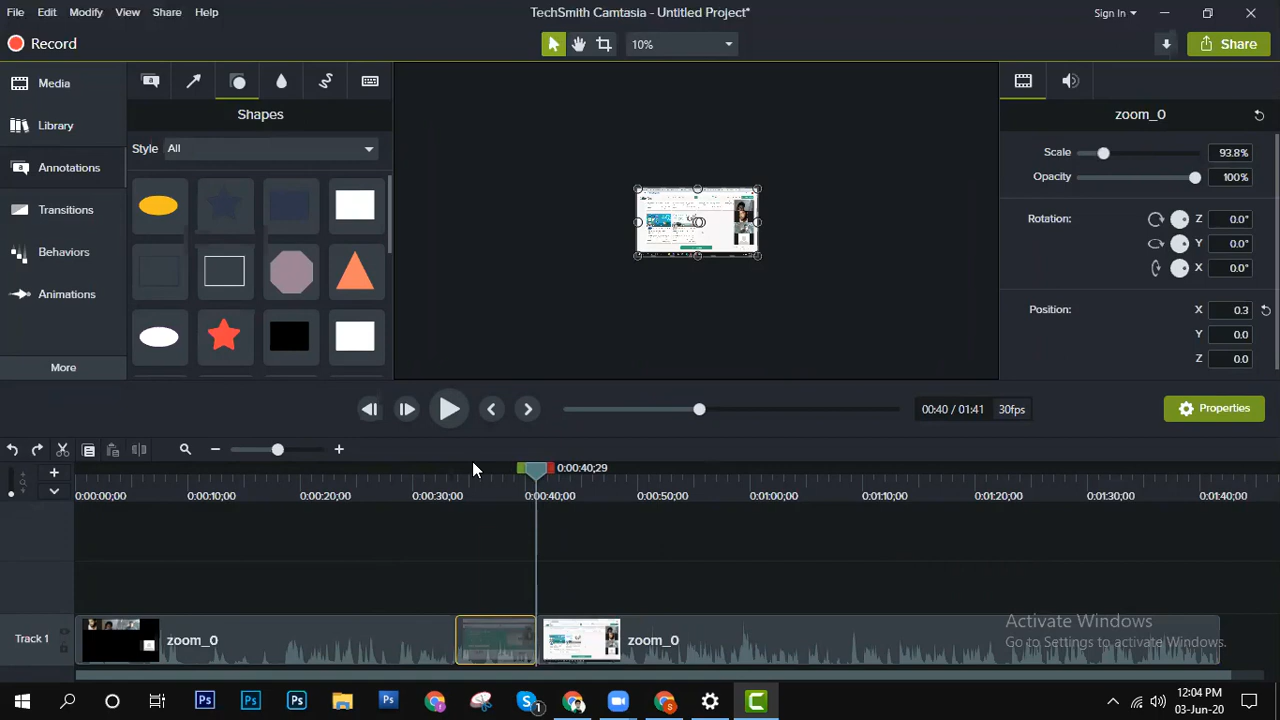 File Edit Modify View Share Help
TechSmith Camtasia - Untitled Project*
Sign In
Record
10%
Share
Media
Library
Annotations
Transitions
Animations
More
Shapes
Style All
zoom_0
Scale 93.8%
Opacity 100%
Rotation: Z 0.0°
Y 0.0°
X 0.0°
Position: X 0.3
Y 0.0
Z 0.0
00:40 / 01:41 30fps
Properties
0:00:40;29
0:00:00;00 0:00:10;00 0:00:20;00 0:00:30;00 0:00:40;00 0:00:50;00 0:01:00;00 0:01:10;00 0:01:20;00 0:01:30;00 0:01:40;00
Track 1
zoom_0
zoom_0
Activate Windows
Go to Settings to activate Windows.
Ps Ps Ps Ps
1
12:04 PM
03-Jun-20